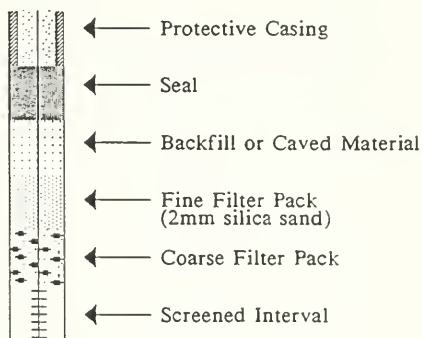 Protective Casing
Seal
Backfill or Caved Material
Fine Filter Pack
(2mm silica sand)
Coarse Filter Pack
Screened Interval